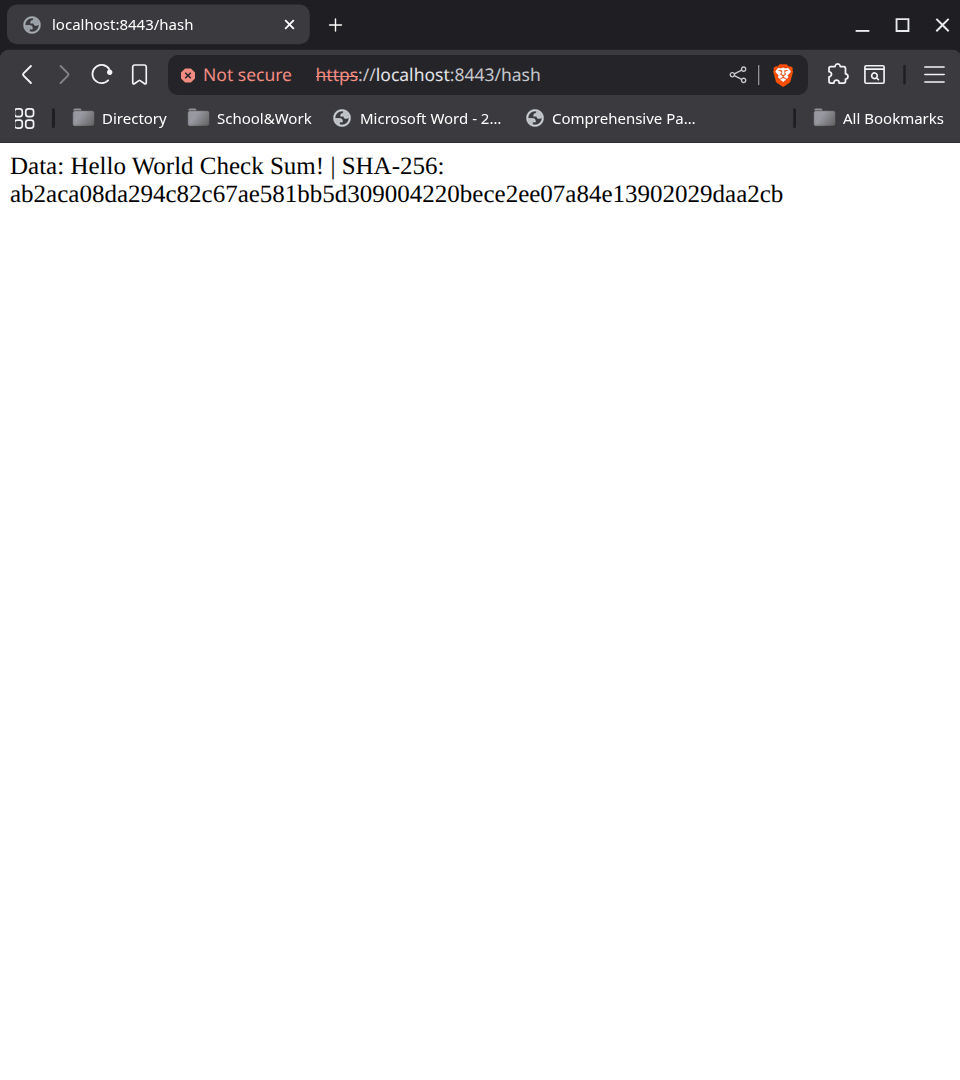 localhost:8443/hash
Not secure https://localhost:8443/hash
Directory School&Work Microsoft Word - 2... Comprehensive Pa... All Bookmarks
Data: Hello World Check Sum! | SHA-256:
ab2aca08da294c82c67ae581bb5d309004220bece2ee07a84e13902029daa2cb